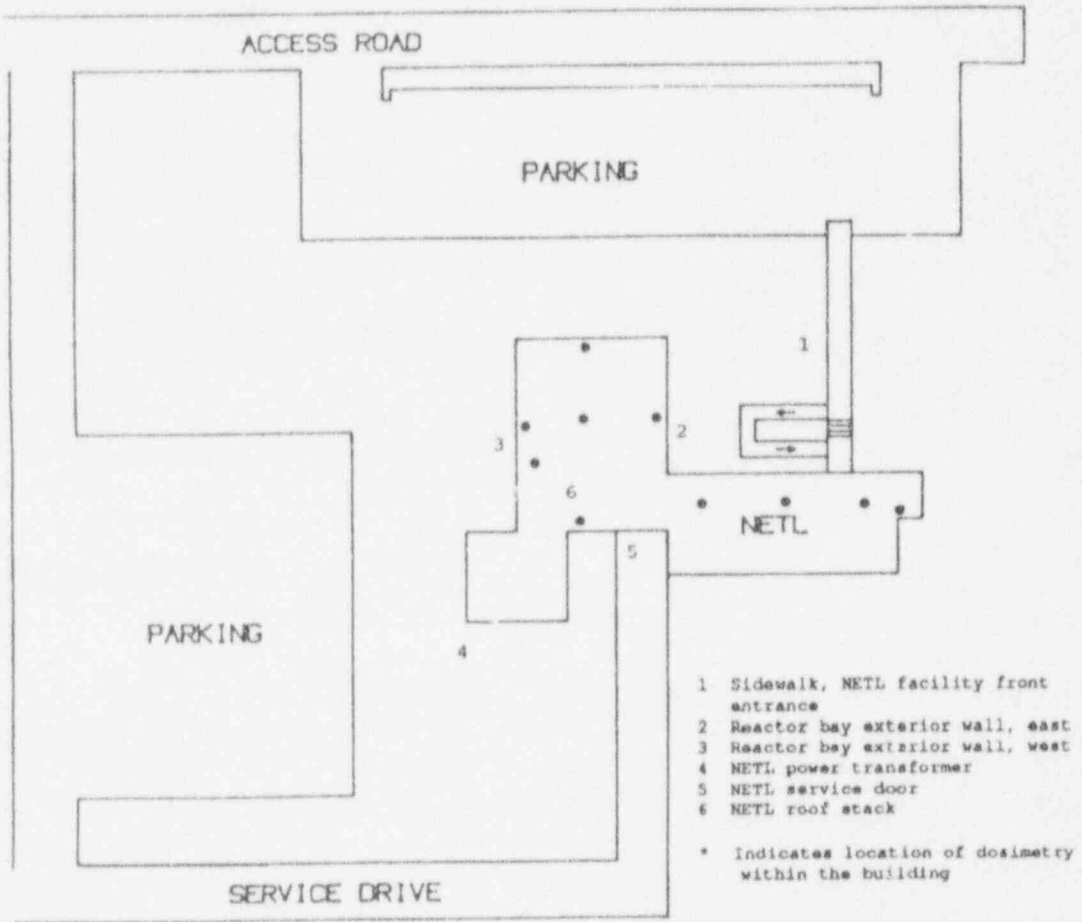 ACCESS ROAD
PARKING
1
2
3
6
NETL
5
PARKING
4
1 Sidewalk, NETL facility front
entrance
2 Reactor bay exterior wall, east
3 Reactor bay exterior wall, west
4 NETL power transformer
5 NETL service door
6 NETL roof stack
* Indicates location of dosimetry
within the building
SERVICE DRIVE